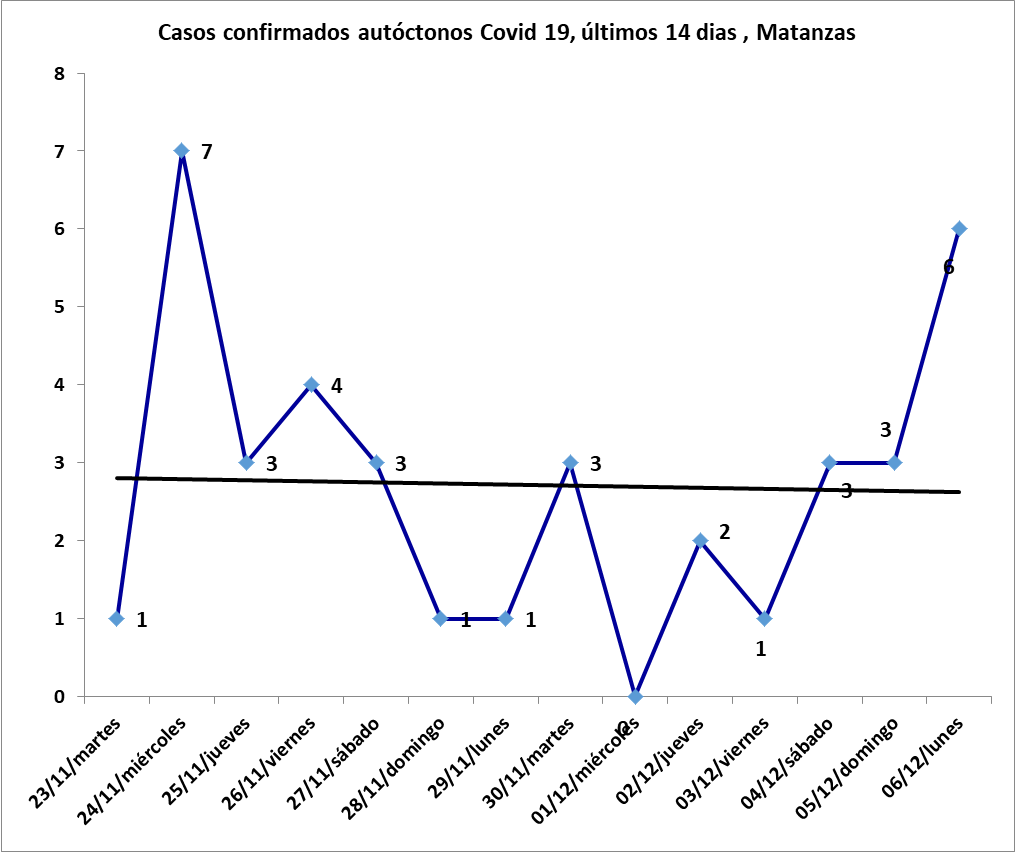 Casos confirmados autóctonos Covid 19, últimos 14 dias , Matanzas
8
7
6
5
4
3
2
1
0
1
7
3
4
3
1
1
3
0
2
1
3
3
6
23/11/martes
24/11/miércoles
25/11/jueves
26/11/viernes
27/11/sábado
28/11/domingo
29/11/lunes
30/11/martes
01/12/miércoles
02/12/jueves
03/12/viernes
04/12/sábado
05/12/domingo
06/12/lunes